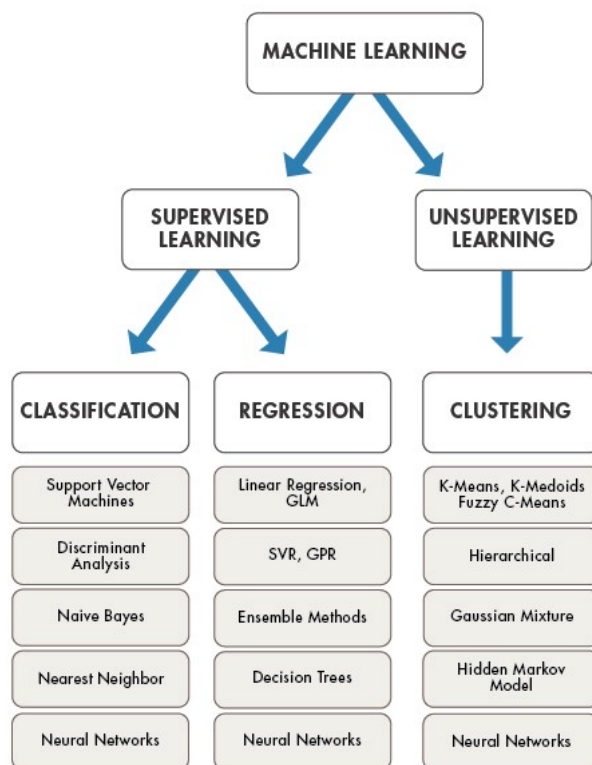 MACHINE LEARNING
SUPERVISED
LEARNING
UNSUPERVISED
LEARNING
CLASSIFICATION
Support Vector
Machines
Discriminant
Analysis
Naive Bayes
Nearest Neighbor
Neural Networks
REGRESSION
Linear Regression,
GLM
SVR, GPR
Ensemble Methods
Decision Trees
Neural Networks
CLUSTERING
K-Means, K-Medoids
Fuzzy C-Means
Hierarchical
Gaussian Mixture
Hidden Markov
Model
Neural Networks